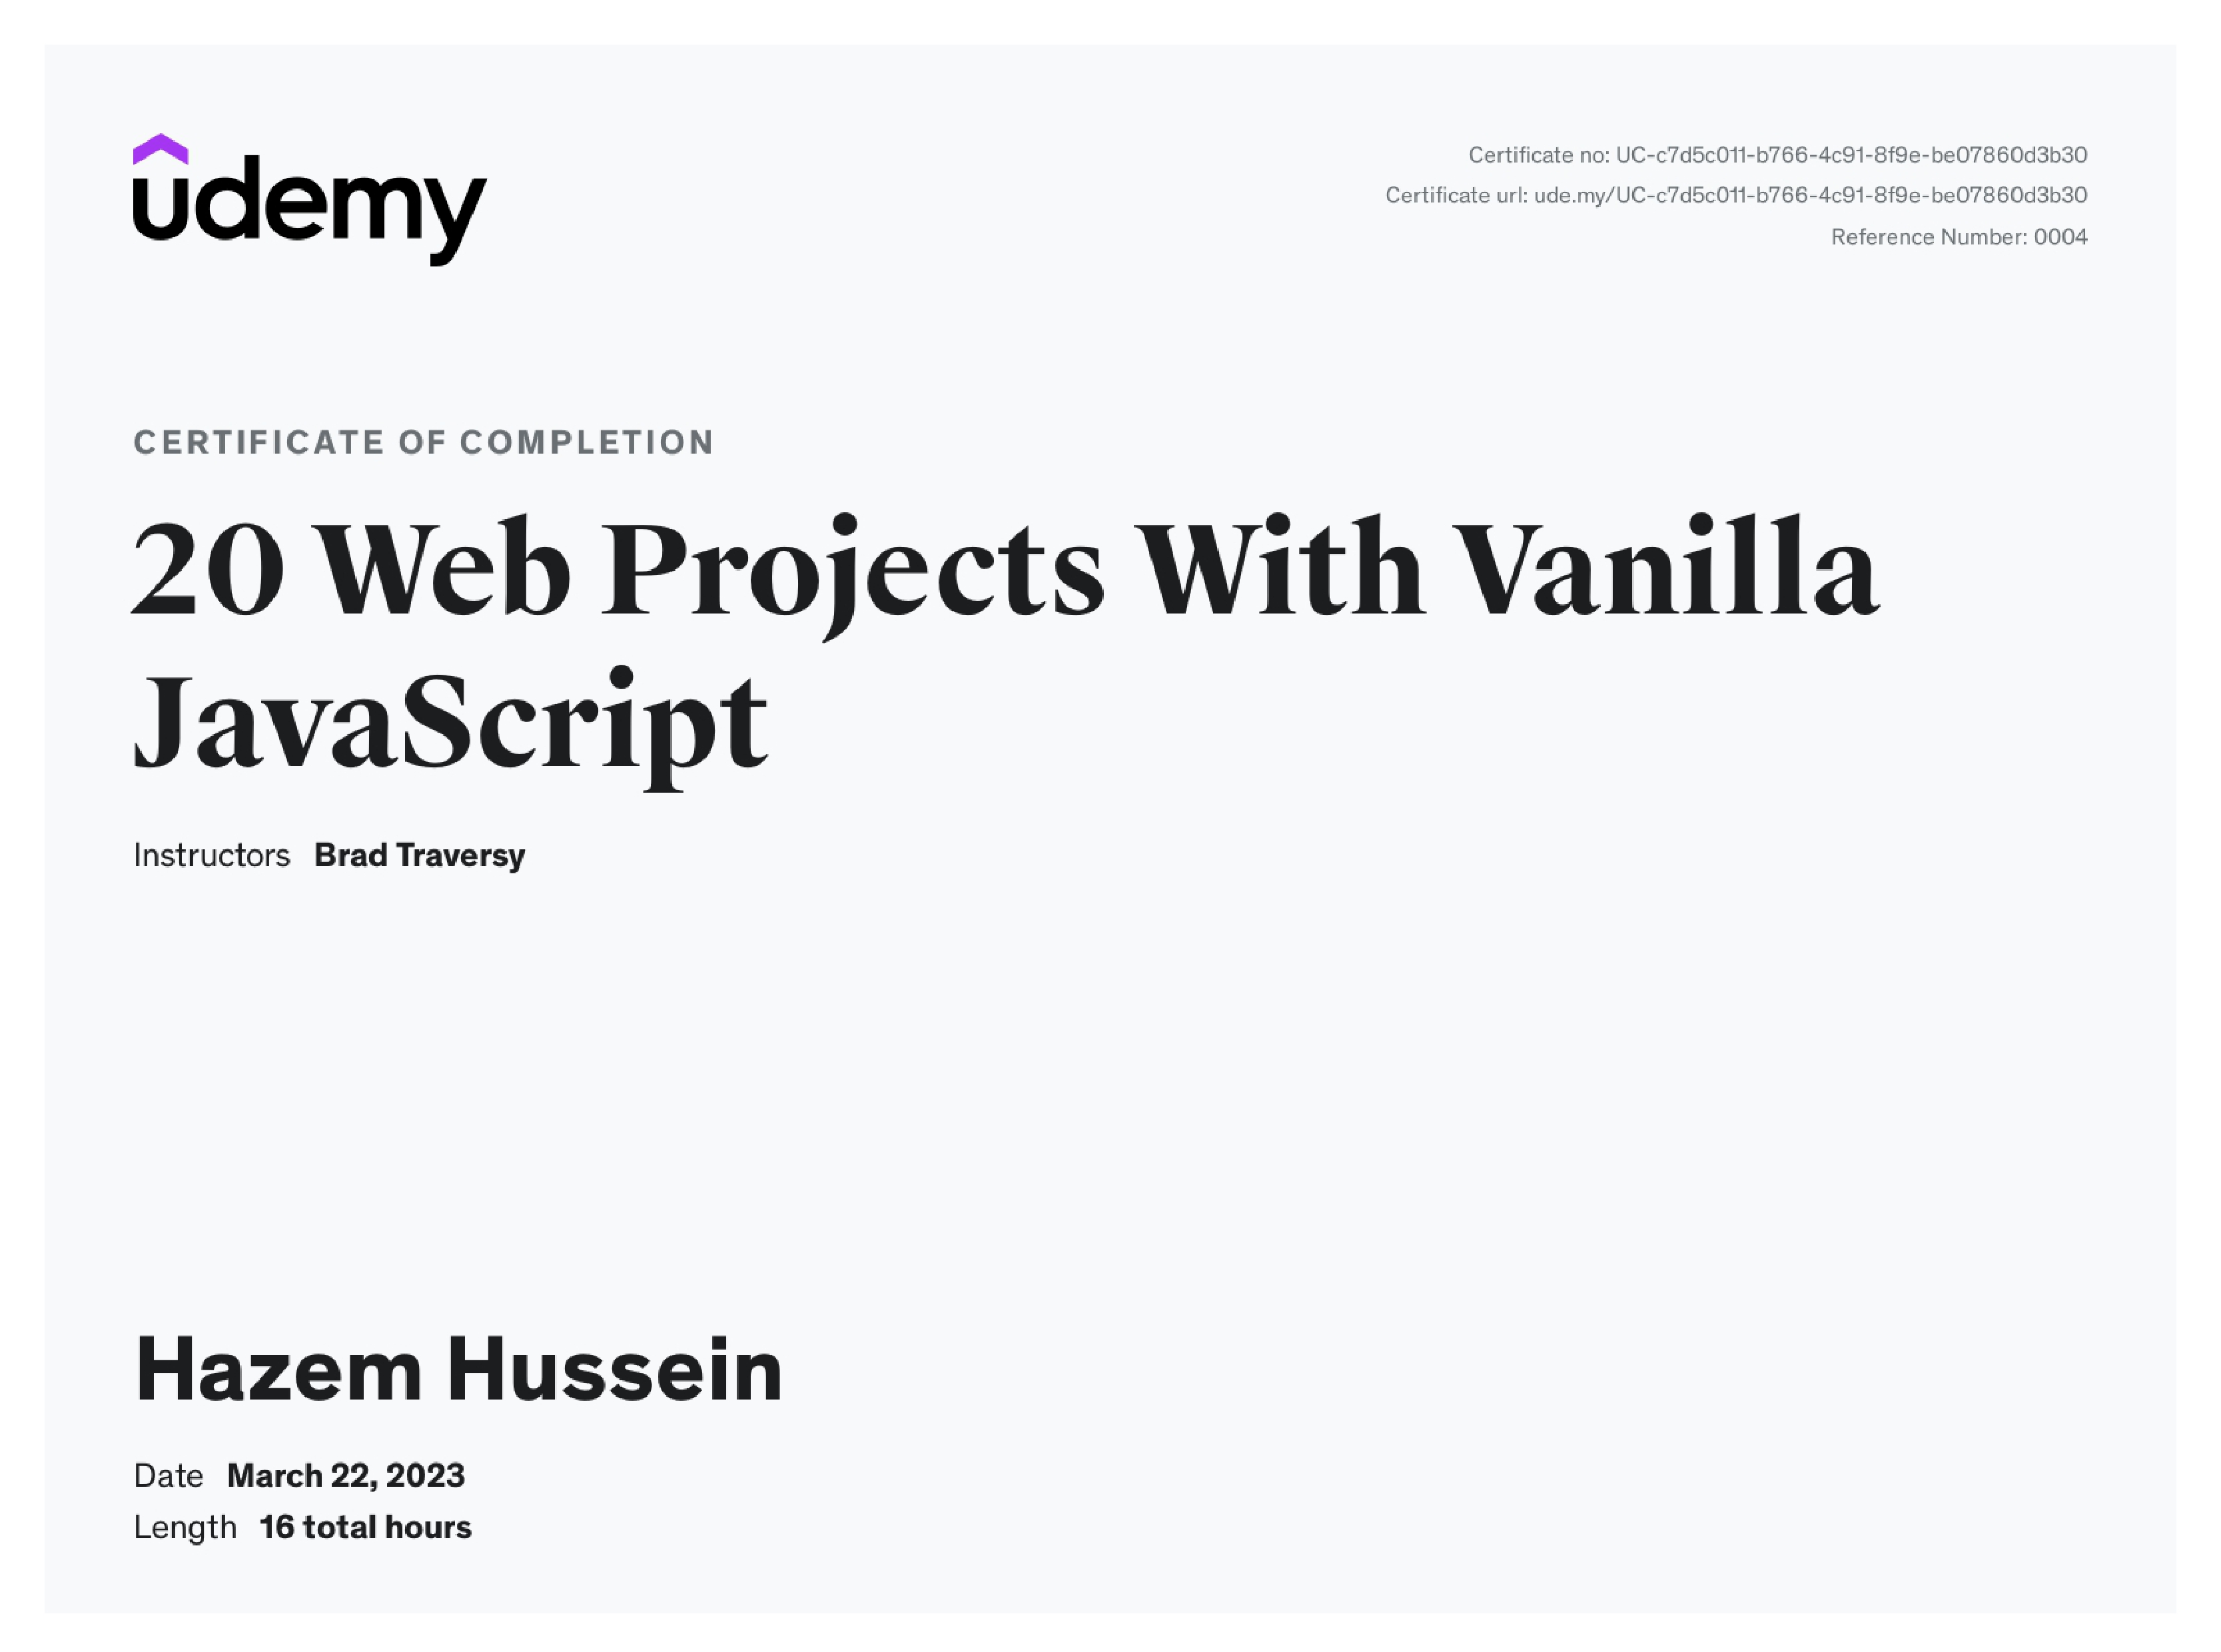 udemy
Certificate no: UC-c7d5c011-b766-4c91-8f9e-be07860d3b30
Certificate url: ude.my/UC-c7d5c011-b766-4c91-8f9e-be07860d3b30
Reference Number: 0004
CERTIFICATE OF COMPLETION
20 Web Projects With Vanilla
JavaScript
Instructors Brad Traversy
Hazem Hussein
Date March 22, 2023
Length 16 total hours